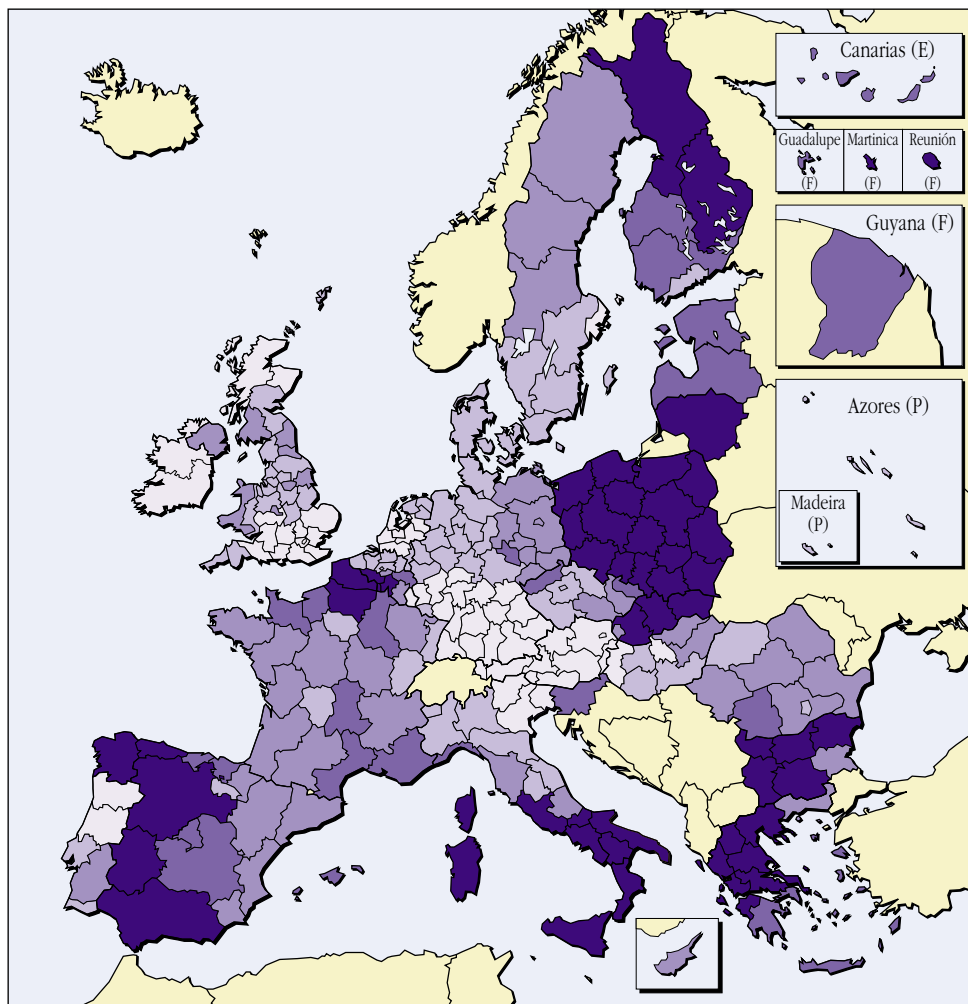 Canarias (E)
Guadalupe
(F)
Martinica
(F)
Reunión
(F)
Guyana (F)
Azores (P)
Madeira
(P)